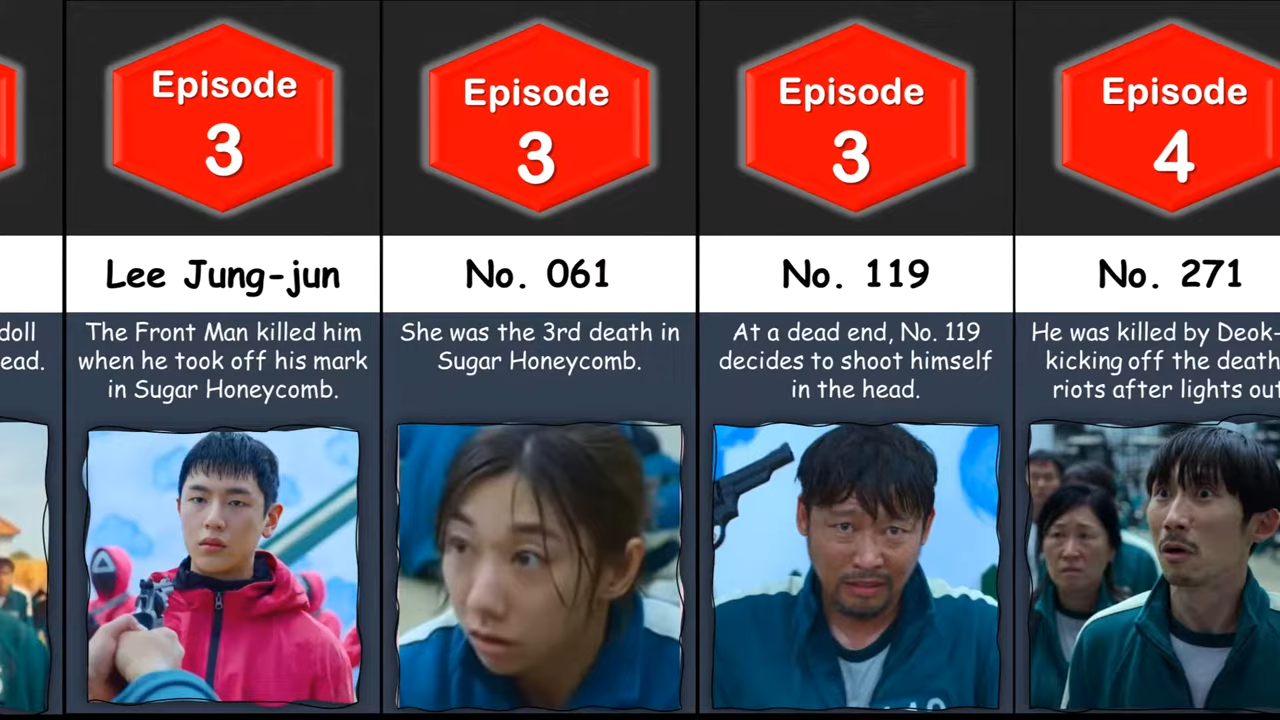 doll
ead.
Episode
3
Lee Jung-jun
The Front Man killed him
when he took off his mark
in Sugar Honeycomb.
Episode
3
No. 061
She was the 3rd death in
Sugar Honeycomb.
Episode
3
No. 119
At a dead end, No. 119
decides to shoot himself
in the head.
Episode
4
No. 271
He was killed by Deok-
kicking off the death
riots after lights out